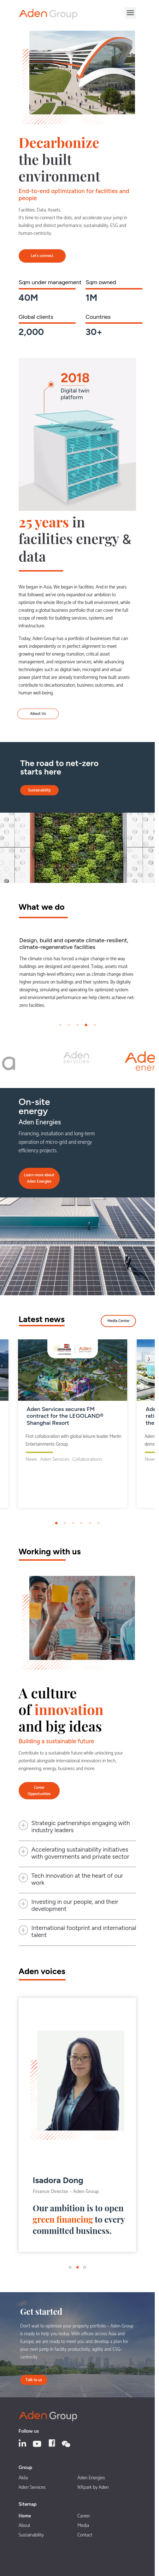 Aden Group
Decarbonize
the built
environment
End-to-end optimization for facilities and
people
Facilities. Data. Assets
It's time to connect the dots, and accelerate your jump in
building and district performance, sustainability, ESG and
human-centricity.
Let's connect
Sqm under management
40M
Sqm owned
1M
Global clients
2,000
Countries
30+
2018
Digital twin
platform
25 years in
facilities energy &
data
We began in Asia. We began in facilities. And in the years
that followed, we've only expanded our ambition to
optimize the whole lifecycle of the built environment, while
creating a global business portfolio that can cover the full
scope of needs for building services, systems and
infrastructure.
Today, Aden Group has a portfolio of businesses that can
work independently or in perfect alignment to meet
growing need for energy transition, critical asset
management, and responsive services, while advancing
technologies such as digital twin, microgrid and virtual
power plants that are already transforming how built assets
contribute to decarbonization, business, outcomes, and
human well-being.
About Us
The road to net-zero
starts here
Sustainability
What we do
Design, build and operate climate-resilient,
climate-regenerative facilities
The climate crisis has forced a major rethink in the way
buildings are designed and operated. Today, assets must
maintain high tech efficiency even as climate change drives
higher pressures on buildings and their systems. By digitally
designing, simulating and operating for optimized system
and environmental performance we help clients achieve net-
zero facilities.
a
aden
services
Ade
ener
On-site
energy
Aden Energies
Financing, installation and long-term
operation of micro-grid and energy
efficiency projects.
Learn more about
Aden Energies
Latest news
Media Center
Aden Services secures FM
contract for the LEGOLAND®
Shanghai Resort
First collaboration with global leisure leader Merlin
Entertainments Group.
News Aden Services Collaborations
Ade
rati
the
Aden
New
Working with us
A culture
of innovation
and big ideas
Building a sustainable future
Contribute to a sustainable future while unlocking your
potential alongside international innovators in tech,
engineering, energy, business and more.
Career
Opportunities
Strategic partnerships engaging with
industry leaders
Accelerating sustainability initiatives
with governments and private sector
Tech innovation at the heart of our
work
Investing in our people, and their
development
International footprint and international
talent
Aden voices
Isadora Dong
Finance Director – Aden Group
Our ambition is to open
green financing to every
committed business.
Get started
Don't wait to optimize your property portfolio – Aden Group
is ready to help you today. With offices across Asia and
Europe, we are ready to meet you and develop a plan for
your next jump in facility productivity, agility and ESG-
centricity.
Talk to us
Aden Group
Follow us
Group
Akila
Aden Energies
Aden Services
NXpark by Aden
Sitemap
Home
Career
About
Media
Sustainability
Contact